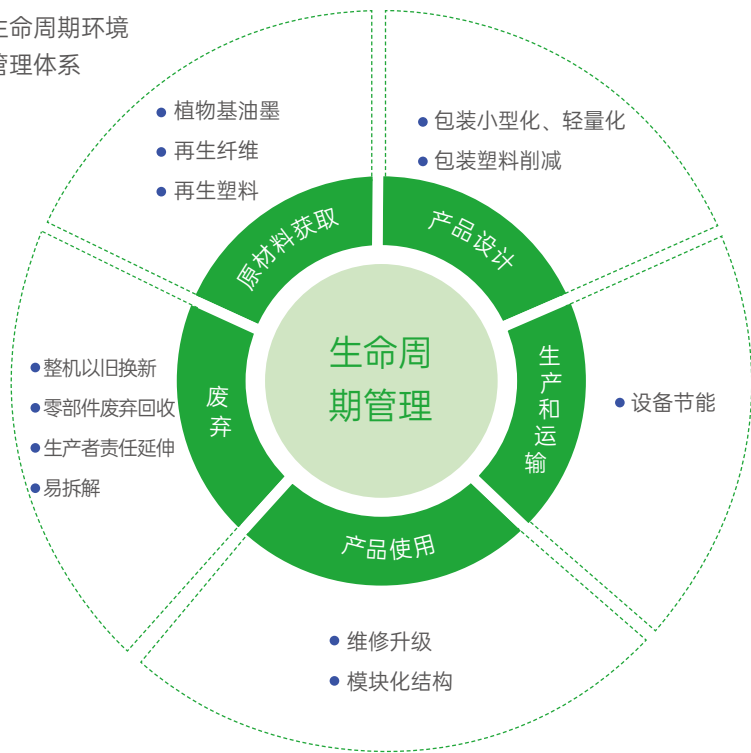 生命周期环境
管理体系
植物基油墨
再生纤维
再生塑料
包装小型化、轻量化
包装塑料削减
原材料获取
产品设计
整机以旧换新
零部件废弃回收
生产者责任延伸
易拆解
废弃
生命周
期管理
生产和运输
设备节能
产品使用
维修升级
模块化结构